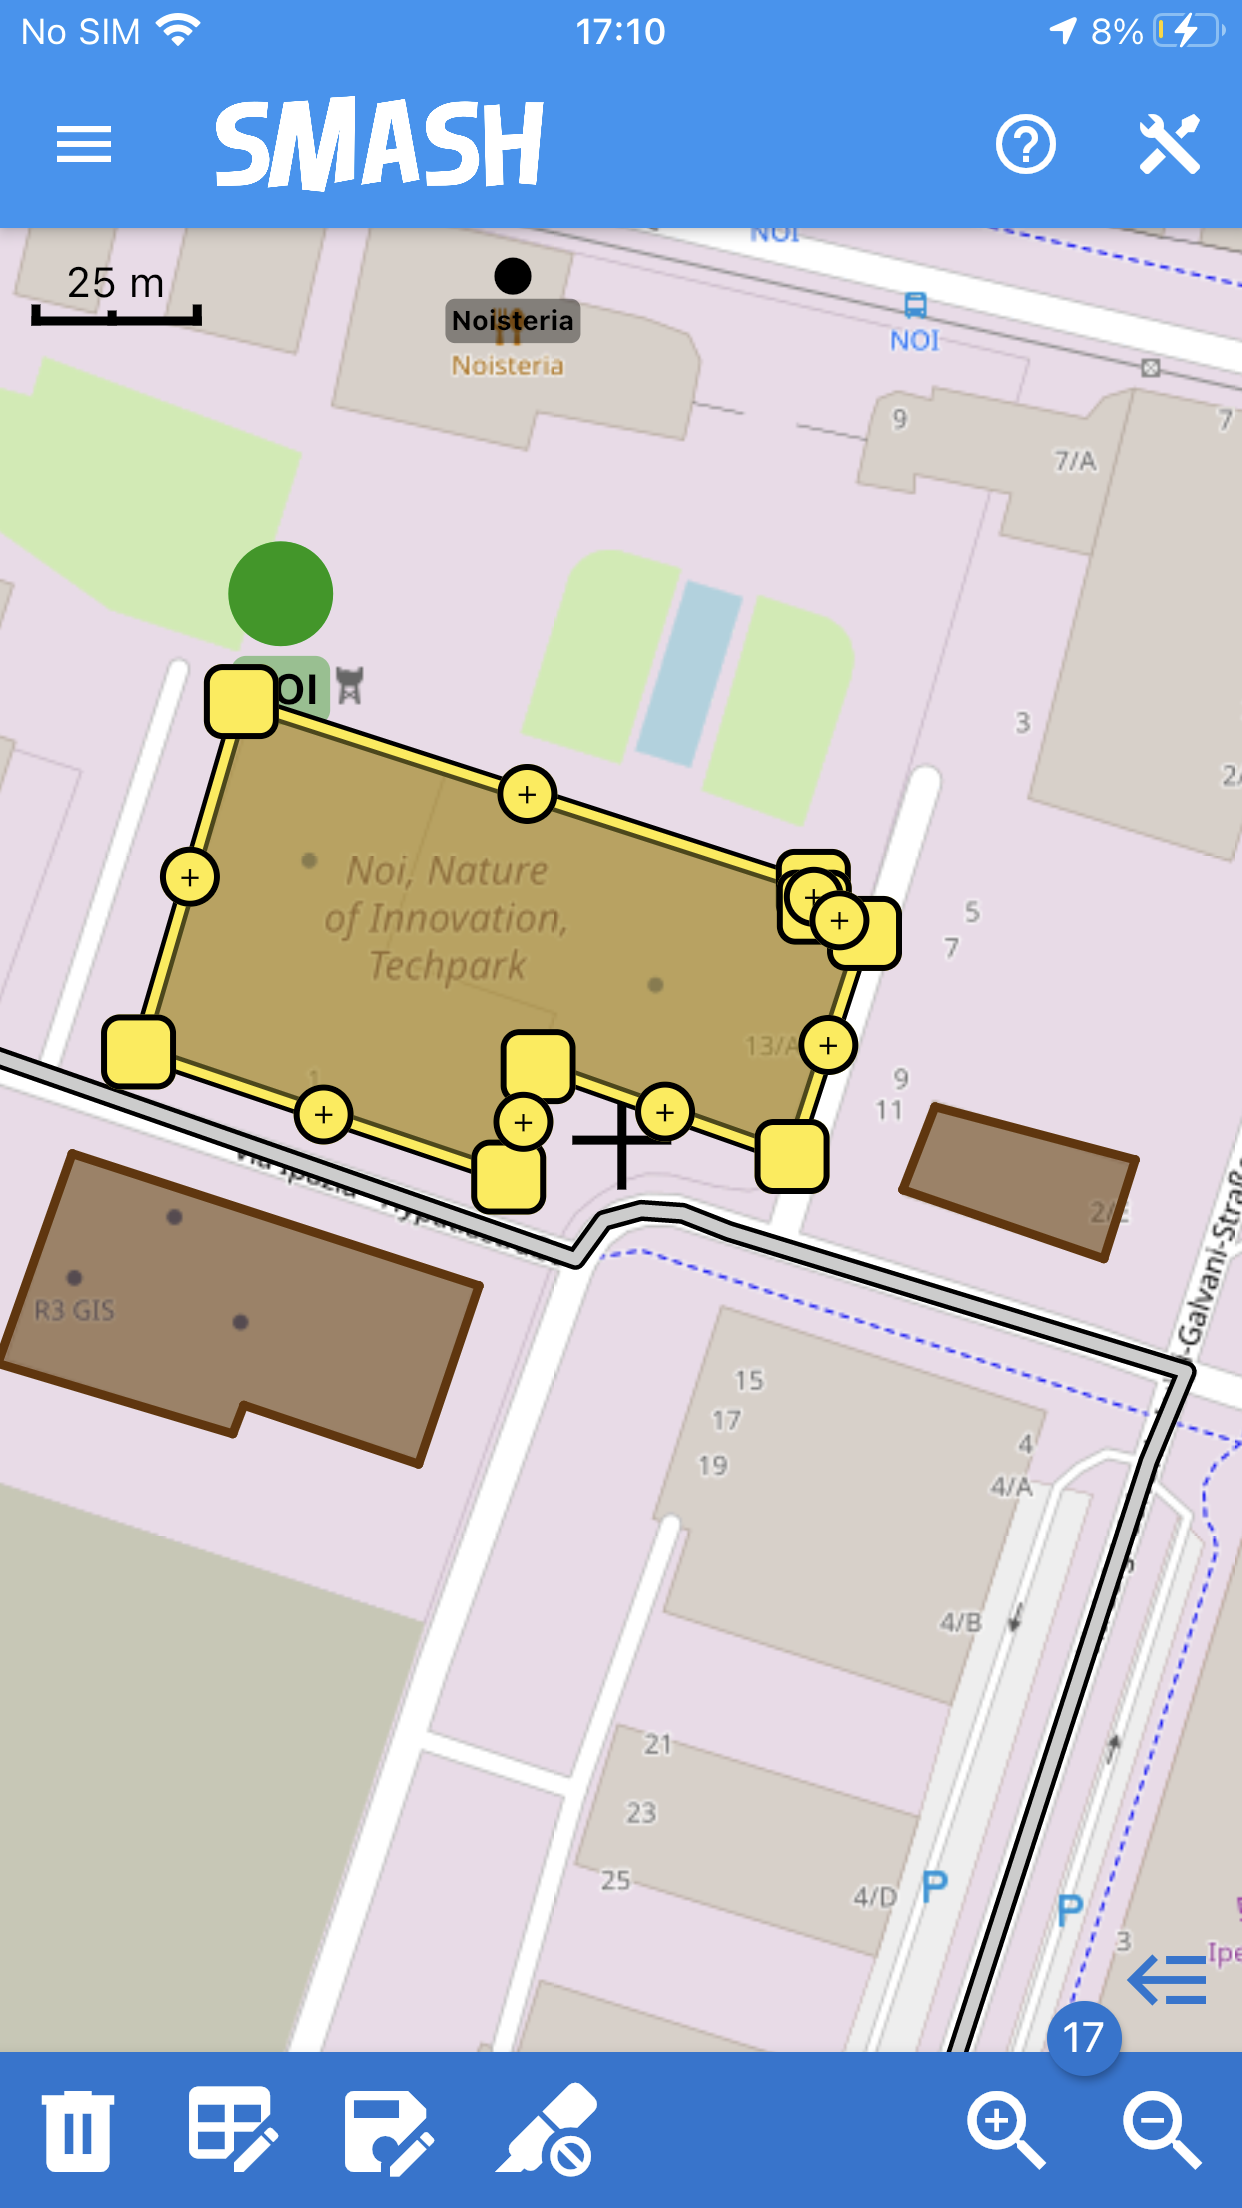 No SIM
17:10
8%
SMASH
NOI
25 m
Noisteria
Noisteria
NOI
9
7
7/A
3
OI
Noi, Nature
of Innovation,
Techpark
5
7
13/A
9
11
R3 GIS
15
17
19
4
4/A
4/B
21
23
25
4/D
P
P
3
17